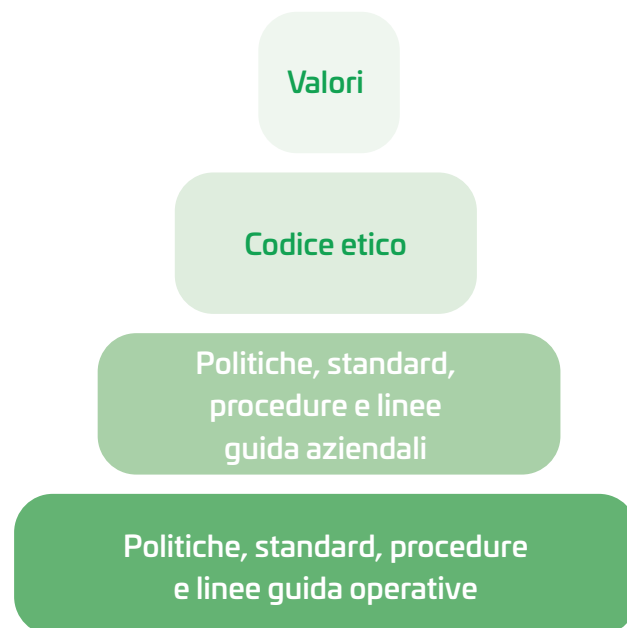 Valori
Codice etico
Politiche, standard,
procedure e linee
guida aziendali
Politiche, standard, procedure
e linee guida operative